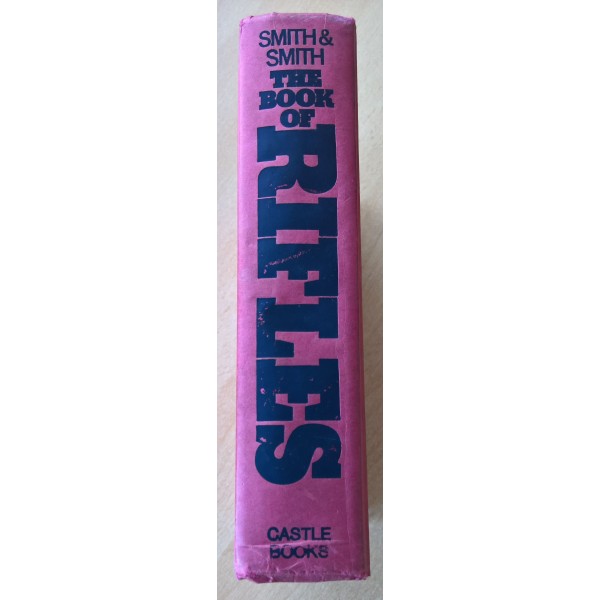 SMITH &
SMITH
THE
BOOK
OF
RIFLES
CASTLE
BOOKS